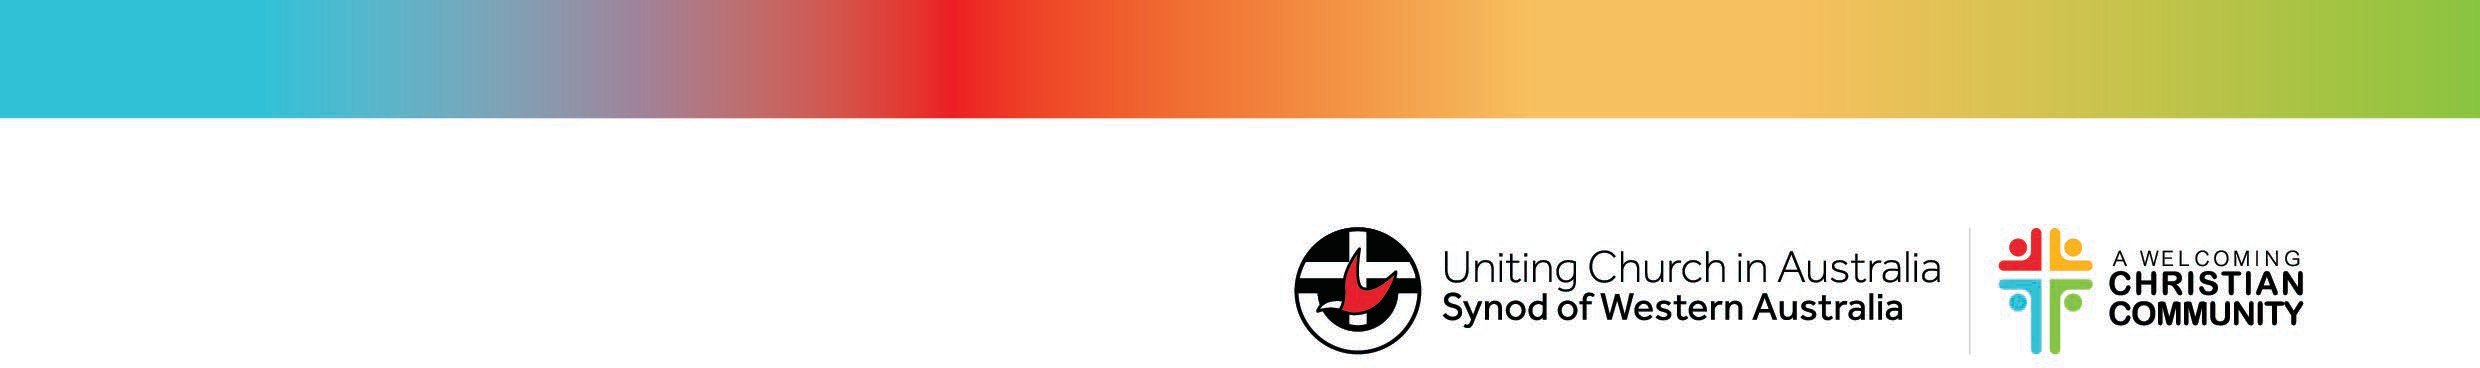 Uniting Church in Australia
Synod of Western Australia
A WELCOMING
CHRISTIAN
COMMUNITY